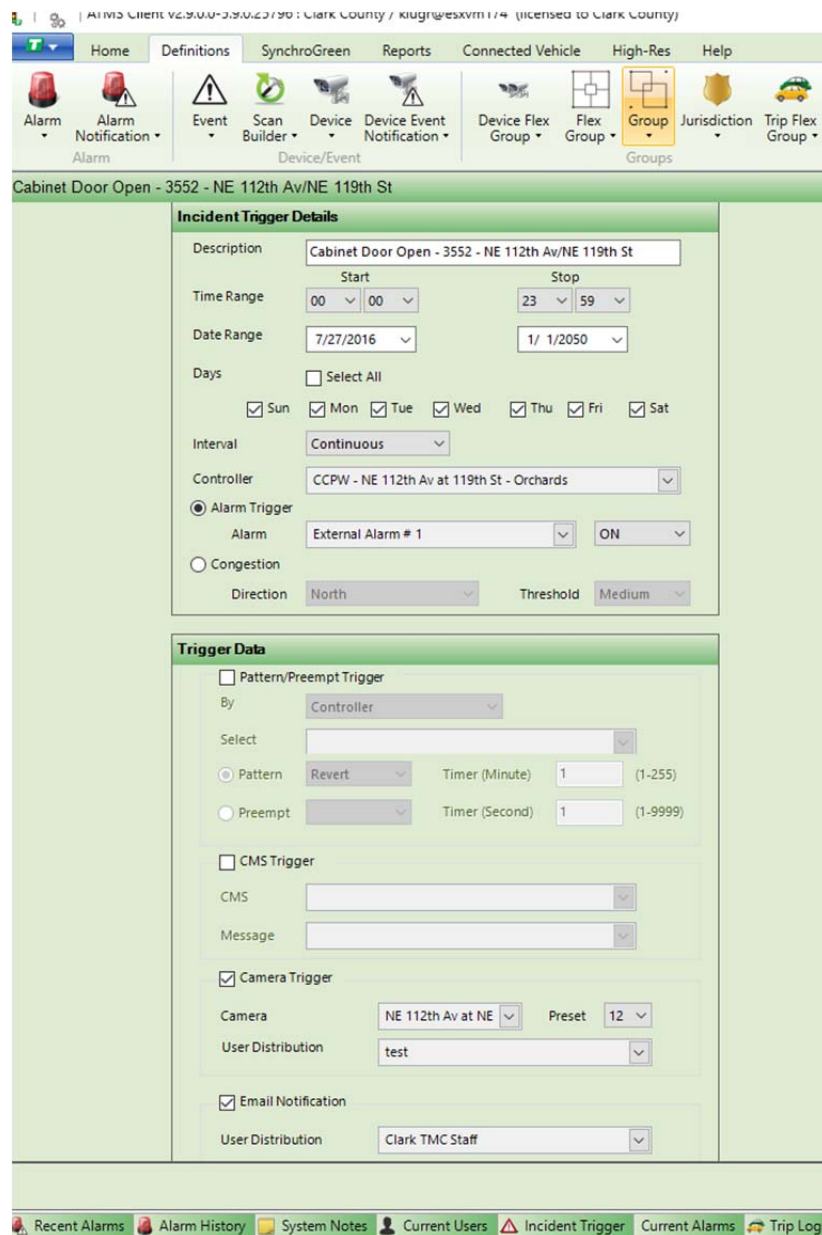 ATMS Client v2.9.0.0-5.9.0.25796 : Clark County / klugr@esxvm174 (licensed to Clark County)
T
Home Definitions SynchroGreen Reports Connected Vehicle High-Res Help
Alarm Alarm Notification Event Scan Builder Device Device Event Notification Device Flex Group Flex Group Group Jurisdiction Trip Flex Group
Alarm Device/Event Groups
Cabinet Door Open - 3552 - NE 112th Av/NE 119th St
Incident Trigger Details
Description Cabinet Door Open - 3552 - NE 112th Av/NE 119th St
Start Stop
Time Range 00 00 23 59
Date Range 7/27/2016 1/ 1/2050
Days Select All
Sun Mon Tue Wed Thu Fri Sat
Interval Continuous
Controller CCPW - NE 112th Av at 119th St - Orchards
Alarm Trigger
Alarm External Alarm # 1 ON
Congestion
Direction North Threshold Medium
Trigger Data
Pattern/Preempt Trigger
By Controller
Select
Pattern Revert Timer (Minute) 1 (1-255)
Preempt Timer (Second) 1 (1-9999)
CMS Trigger
CMS
Message
Camera Trigger
Camera NE 112th Av at NE Preset 12
User Distribution test
Email Notification
User Distribution Clark TMC Staff
Recent Alarms Alarm History System Notes Current Users Incident Trigger Current Alarms Trip Log